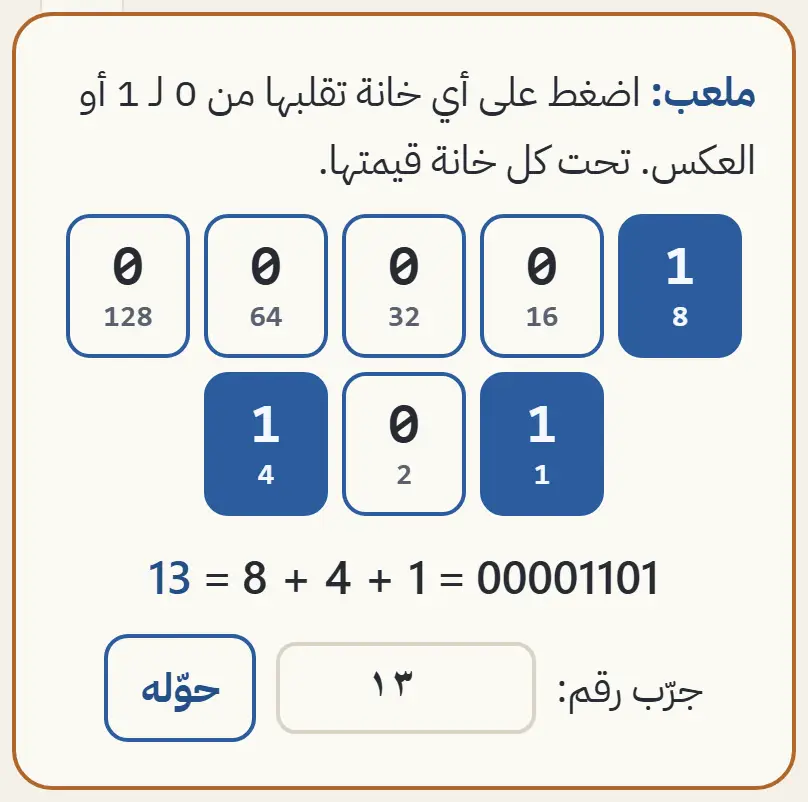 ملعب: اضغط على أي خانة تقلبها من 0 لـ 1 أو
العكس. تحت كل خانة قيمتها.
0 0 0 0 1
128 64 32 16 8
1 0 1
4 2 1
13 = 8 + 4 + 1 = 00001101
جرّب رقم: ١٣ حوّله